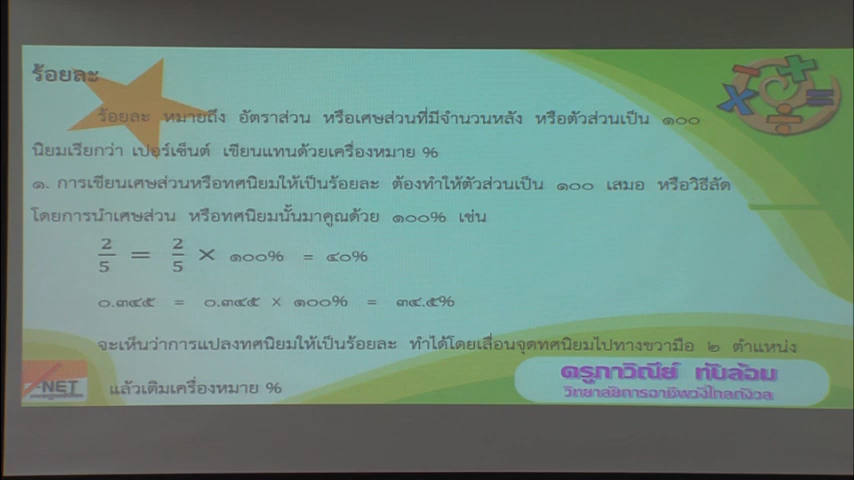 ร้อยละ
ร้อยละ หมายถึง อัตราส่วน หรือเศษส่วนที่มีจำนวนหลัง หรือตัวส่วนเป็น ๑๐๐
นิยมเรียกว่า เปอร์เซ็นต์ เขียนแทนด้วยเครื่องหมาย %
๑. การเขียนเศษส่วนหรือทศนิยมให้เป็นร้อยละ ต้องทำให้ตัวส่วนเป็น ๑๐๐ เสมอ หรือวิธีลัด
โดยการนำเศษส่วน หรือทศนิยมนั้นมาคูณด้วย ๑๐๐% เช่น
2/5 = 2/5 × ๑๐๐% = ๔๐%
๐.๓๔๕ = ๐.๓๔๕ × ๑๐๐% = ๓๔.๕%
จะเห็นว่าการแปลงทศนิยมให้เป็นร้อยละ ทำได้โดยเลื่อนจุดทศนิยมไปทางขวามือ ๒ ตำแหน่ง
แล้วเติมเครื่องหมาย %
-NET
ครูภาวิณีย์ ทับล้อม
วิทยาลัยการอาชีพวังไกลกังวล